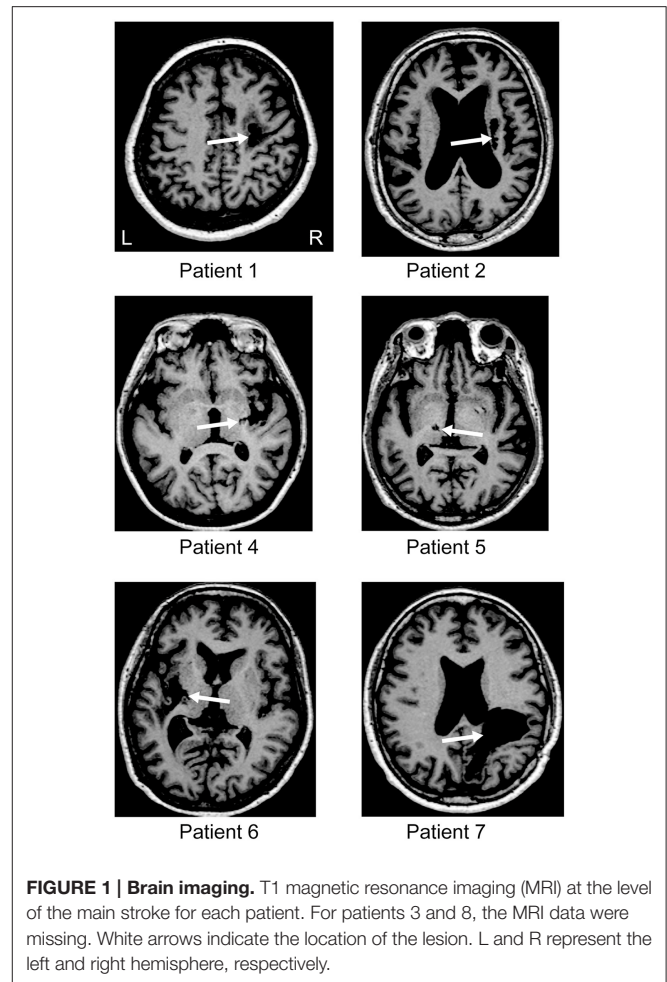 L R
Patient 1 Patient 2
Patient 4 Patient 5
Patient 6 Patient 7
FIGURE 1 | Brain imaging. T1 magnetic resonance imaging (MRI) at the level
of the main stroke for each patient. For patients 3 and 8, the MRI data were
missing. White arrows indicate the location of the lesion. L and R represent the
left and right hemisphere, respectively.